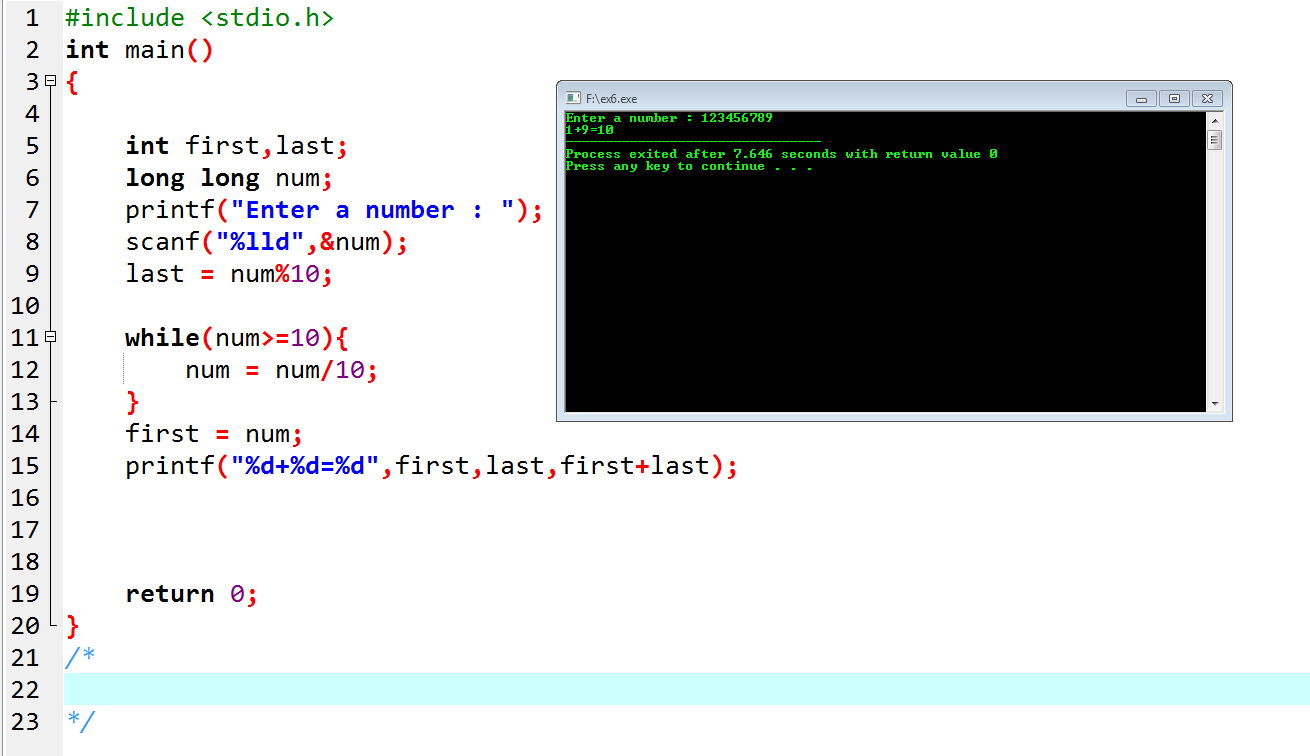 1 #include <stdio.h>
2 int main()
3 {
4
5 int first,last;
6 long long num;
7 printf("Enter a number : ");
8 scanf("%lld",&num);
9 last = num%10;
10
11 while(num>=10){
12 num = num/10;
13 }
14 first = num;
15 printf("%d+%d=%d",first,last,first+last);
16
17
18
19 return 0;
20 }
21 /*
22
23 */
F:\ex6.exe
Enter a number : 123456789
1+9=10
--------------------------------
Process exited after 7.646 seconds with return value 0
Press any key to continue . . .